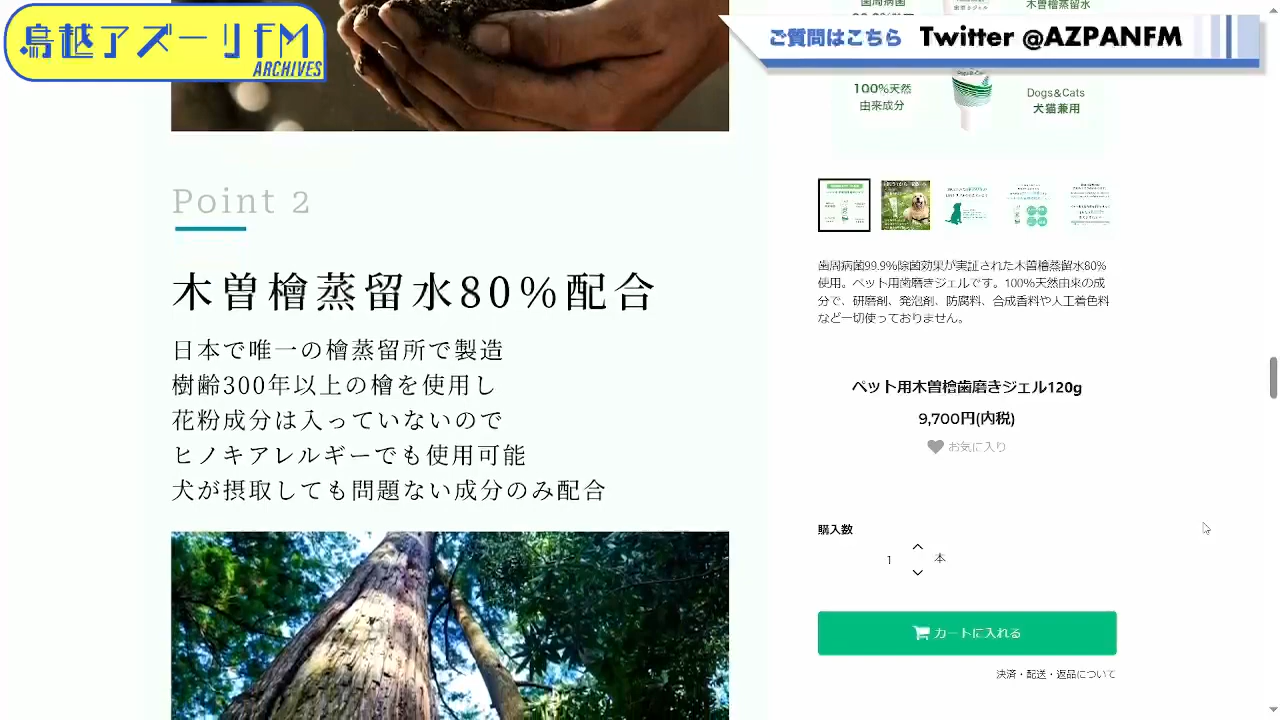 鳥越アズーリFM
ARCHIVES
ご質問はこちら Twitter @AZPANFM
木曽檜蒸留水
100%天然
由来成分
Dogs&Cats
犬猫兼用
Point 2
木曽檜蒸留水80%配合
日本で唯一の檜蒸留所で製造
樹齢300年以上の檜を使用し
花粉成分は入っていないので
ヒノキアレルギーでも使用可能
犬が摂取しても問題ない成分のみ配合
歯周病菌99.9%除菌効果が実証された木曽檜蒸留水80%
使用。ペット用歯磨きジェルです。100%天然由来の成
分で、研磨剤、発泡剤、防腐料、合成香料や人工着色料
など一切使っておりません。
ペット用木曽檜歯磨きジェル120g
9,700円(内税)
お気に入り
購入数
1 本
カートに入れる
決済・配送・返品について